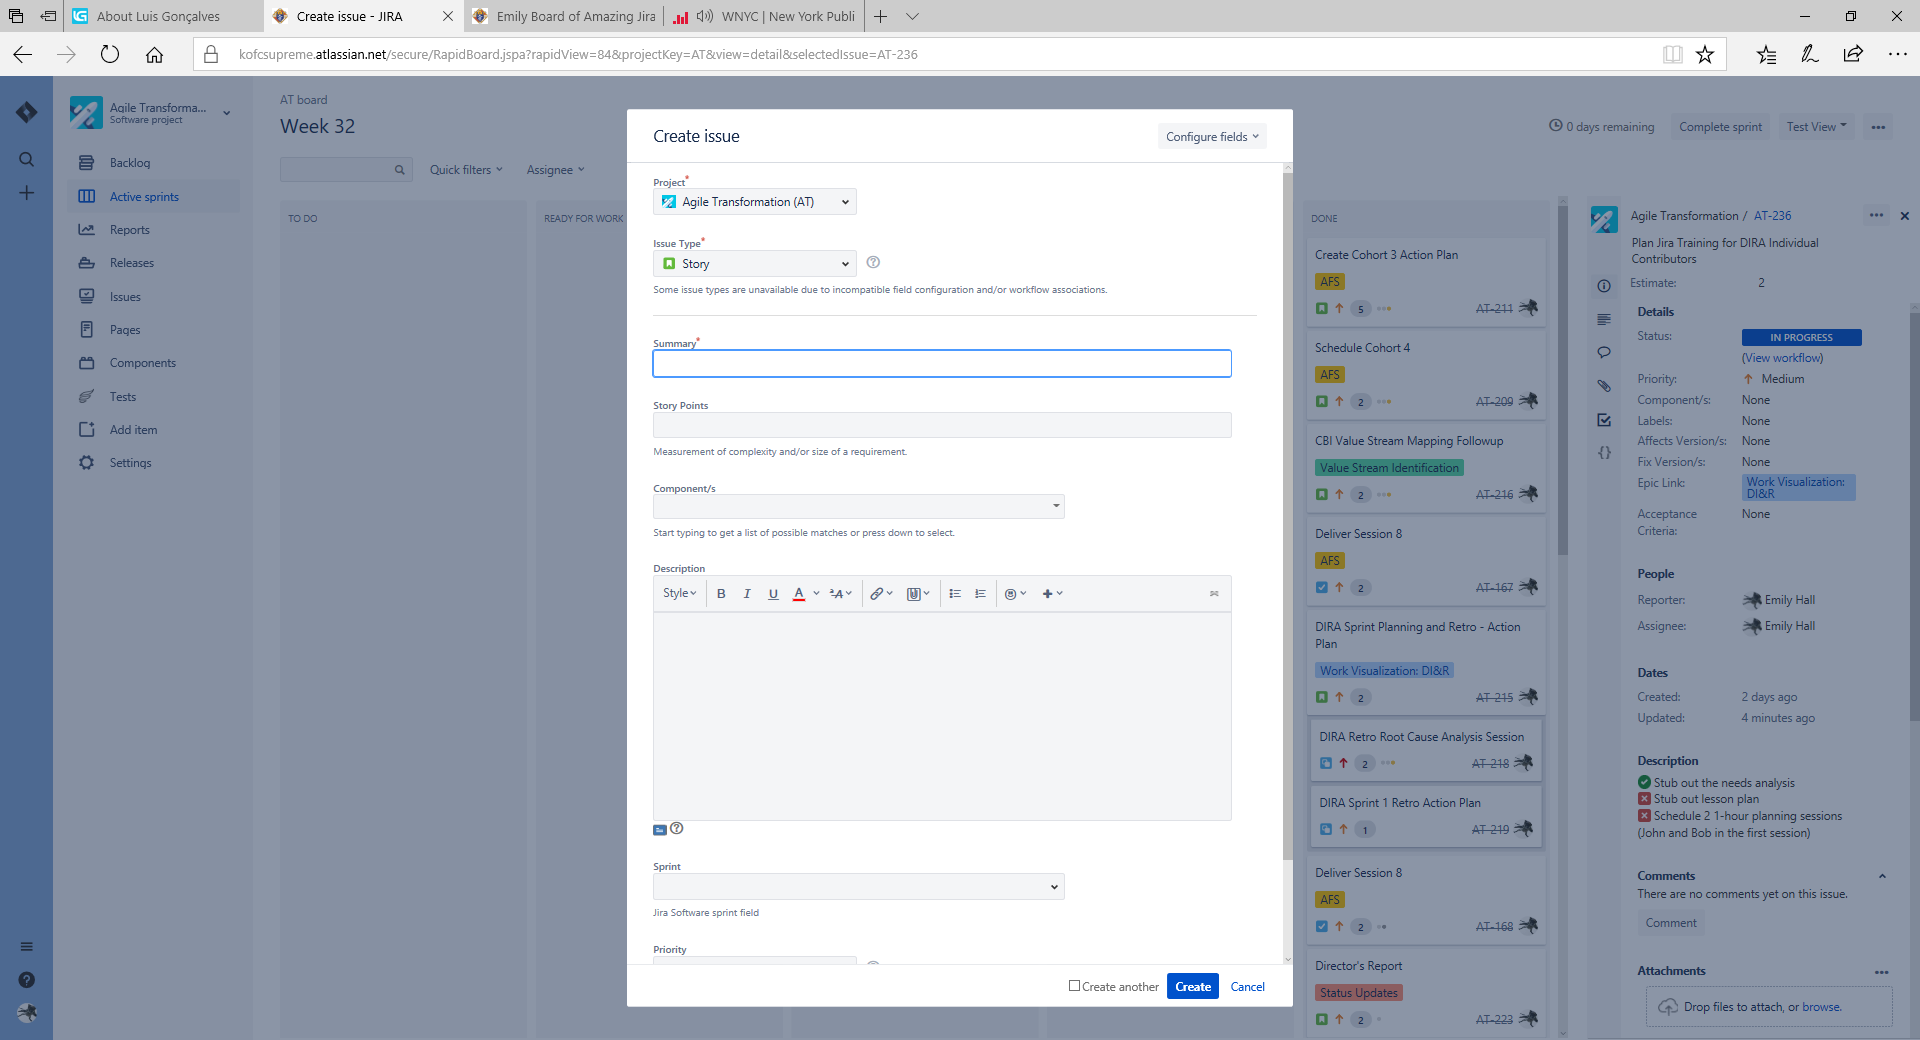 About Luis Gonçalves
Create issue - JIRA
Emily Board of Amazing Jira
WNYC | New York Publi
kofcsupreme.atlassian.net/secure/RapidBoard.jspa?rapidView=84&projectKey=AT&view=detail&selectedIssue=AT-236
Agile Transforma...
Software project
Backlog
Active sprints
Reports
Releases
Issues
Pages
Components
Tests
Add item
Settings
AT board
Week 32
Quick filters
Assignee
0 days remaining
Complete sprint
Test View
TO DO
READY FOR WORK
Create issue
Configure fields
Project*
Agile Transformation (AT)
Issue Type*
Story
Some issue types are unavailable due to incompatible field configuration and/or workflow associations.
Summary*
Story Points
Measurement of complexity and/or size of a requirement.
Component/s
Start typing to get a list of possible matches or press down to select.
Description
Style B I U A
Sprint
Jira Software sprint field
Priority
Create another
Create
Cancel
DONE
Create Cohort 3 Action Plan
AFS
5 AT-211
Schedule Cohort 4
AFS
2 AT-209
CBI Value Stream Mapping Followup
Value Stream Identification
2 AT-216
Deliver Session 8
AFS
2 AT-167
DIRA Sprint Planning and Retro - Action
Plan
Work Visualization: DI&R
2 AT-215
DIRA Retro Root Cause Analysis Session
2 AT-218
DIRA Sprint 1 Retro Action Plan
1 AT-219
Deliver Session 8
AFS
2 AT-168
Director's Report
Status Updates
2 AT-223
Agile Transformation / AT-236
Plan Jira Training for DIRA Individual
Contributors
Estimate: 2
Details
Status: IN PROGRESS
(View workflow)
Priority: Medium
Component/s: None
Labels: None
Affects Version/s: None
Fix Version/s: None
Epic Link: Work Visualization:
DI&R
Acceptance None
Criteria:
People
Reporter: Emily Hall
Assignee: Emily Hall
Dates
Created: 2 days ago
Updated: 4 minutes ago
Description
Stub out the needs analysis
Stub out lesson plan
Schedule 2 1-hour planning sessions
(John and Bob in the first session)
Comments
There are no comments yet on this issue.
Comment
Attachments
Drop files to attach, or browse.